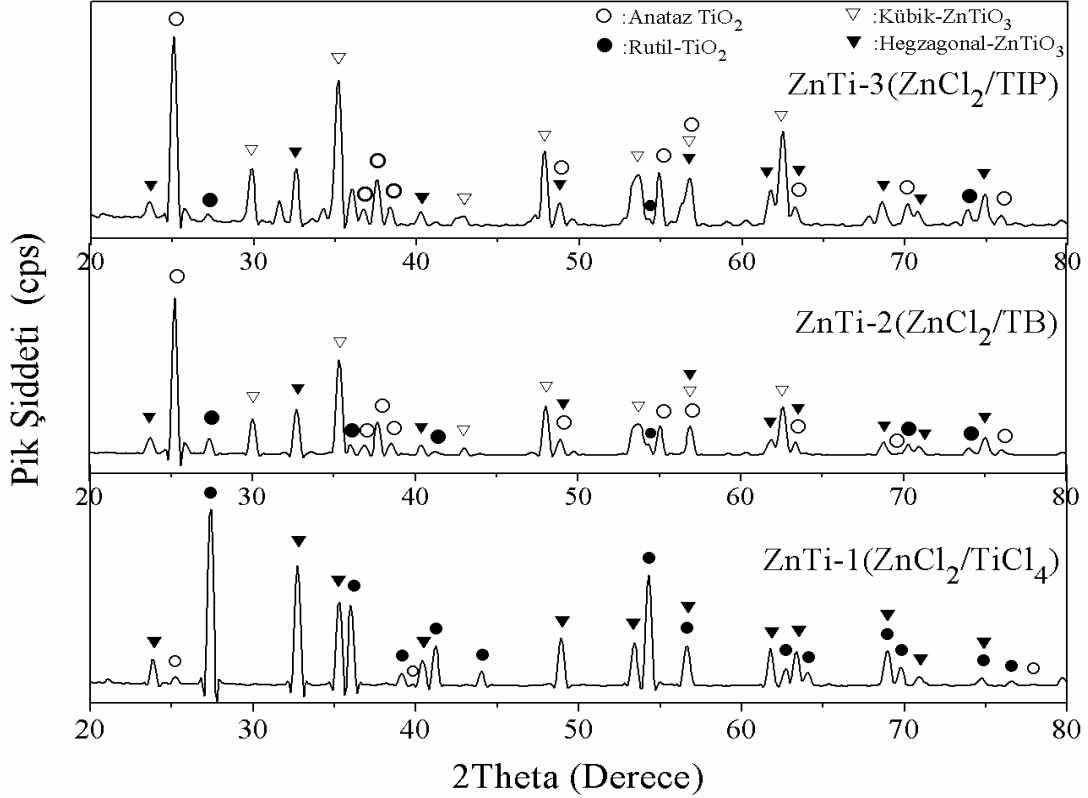 :Anataz TiO2
:Kübik-ZnTiO3
:Rutil-TiO2
:Hegzagonal-ZnTiO3
ZnTi-3(ZnCl2/TIP)
20 30 40 50 60 70 80
ZnTi-2(ZnCl2/TB)
20 30 40 50 60 70 80
ZnTi-1(ZnCl2/TiCl4)
20 30 40 50 60 70 80
2Theta (Derece)
Pik Şiddeti (cps)